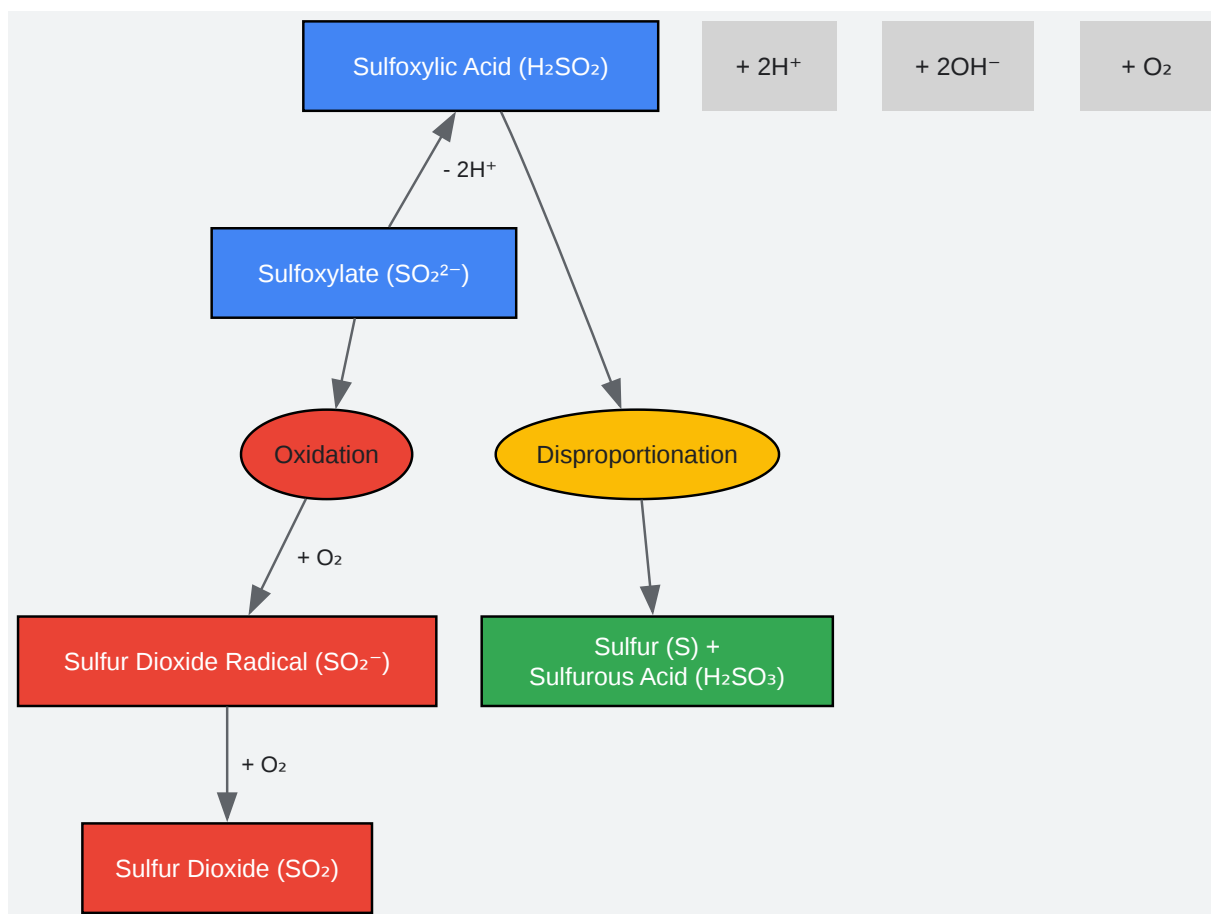 Sulfoxylic Acid (H₂SO₂)
+ 2H⁺
+ 2OH⁻
+ O₂
- 2H⁺
Sulfoxylate (SO₂²⁻)
Oxidation
Disproportionation
+ O₂
Sulfur Dioxide Radical (SO₂⁻)
Sulfur (S) +
Sulfurous Acid (H₂SO₃)
+ O₂
Sulfur Dioxide (SO₂)